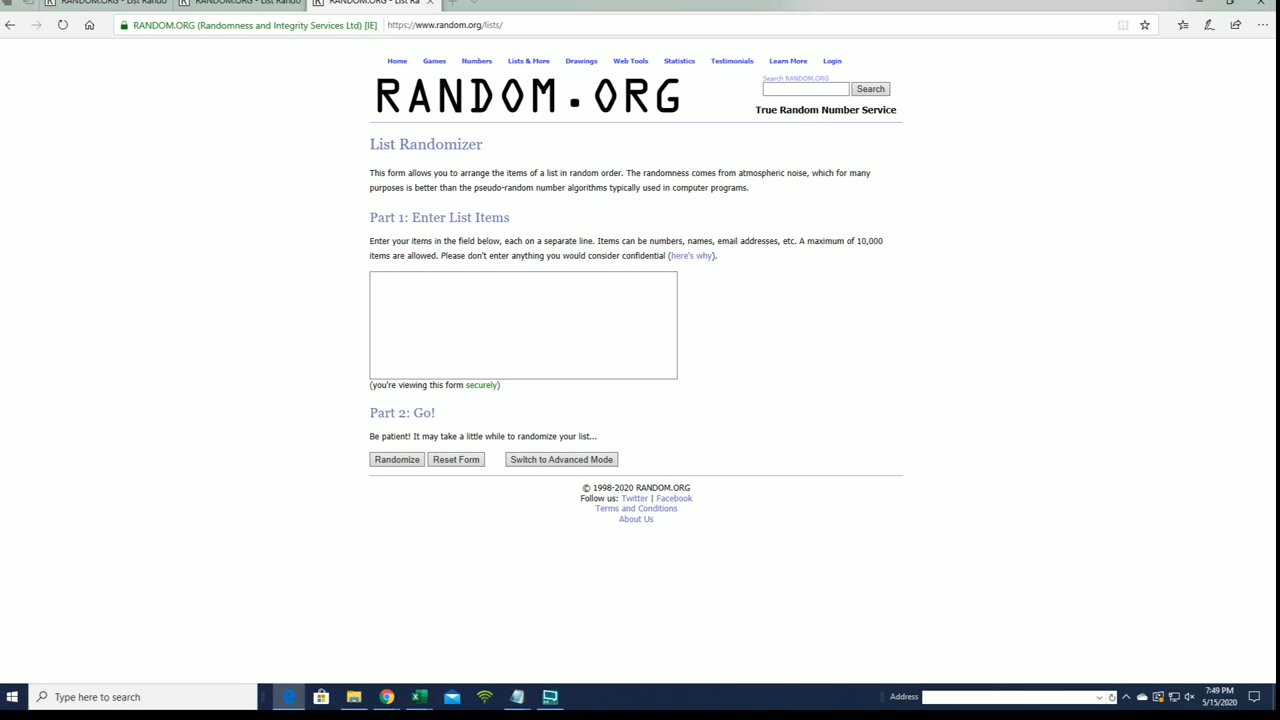 RANDOM.ORG - List Rando
RANDOM.ORG - List Rando
RANDOM.ORG - List Ra
RANDOM.ORG (Randomness and Integrity Services Ltd) [IE]
https://www.random.org/lists/
Home Games Numbers Lists & More Drawings Web Tools Statistics Testimonials Learn More Login
RANDOM.ORG
Search RANDOM.ORG
Search
True Random Number Service
List Randomizer
This form allows you to arrange the items of a list in random order. The randomness comes from atmospheric noise, which for many
purposes is better than the pseudo-random number algorithms typically used in computer programs.
Part 1: Enter List Items
Enter your items in the field below, each on a separate line. Items can be numbers, names, email addresses, etc. A maximum of 10,000
items are allowed. Please don't enter anything you would consider confidential (here's why).
(you're viewing this form securely)
Part 2: Go!
Be patient! It may take a little while to randomize your list...
Randomize Reset Form Switch to Advanced Mode
© 1998-2020 RANDOM.ORG
Follow us: Twitter | Facebook
Terms and Conditions
About Us
Type here to search
Address
7:49 PM
5/15/2020